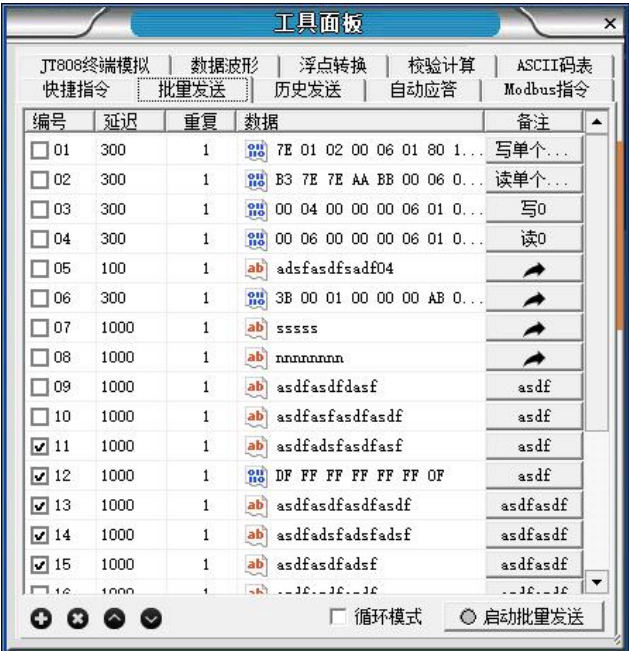 工具面板
JT808终端模拟 数据波形 浮点转换 校验计算 ASCII码表
快捷指令 批量发送 历史发送 自动应答 Modbus指令
编号 延迟 重复 数据 备注
01 300 1 7E 01 02 00 06 01 80 1... 写单个...
02 300 1 B3 7E 7E AA BB 00 06 0... 读单个...
03 300 1 00 04 00 00 00 06 01 0... 写0
04 300 1 00 06 00 00 00 06 01 0... 读0
05 100 1 ab adsfasdfsadf04
06 300 1 3B 00 01 00 00 00 AB 0...
07 1000 1 ab sssss
08 1000 1 ab nnnnnnnn
09 1000 1 ab asdfasdfdasf asdf
10 1000 1 ab asdfasfasdfasdf asdf
11 1000 1 ab asdfadsfasdfasf asdf
12 1000 1 DF FF FF FF FF FF 0F asdf
13 1000 1 ab asdfasdfasdfasdf asdfasdf
14 1000 1 ab asdfadsfadsfadsf asdfasdf
15 1000 1 ab asdfasdfadsf asdfasdf
循环模式 启动批量发送